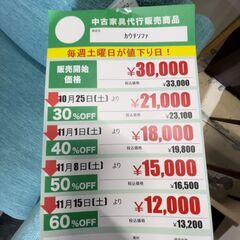 中古家具代行販売商品
商品名
カウチソファ
毎週土曜日が値下り日！
販売開始価格 ¥30,000
税込価格 ¥33,000
10月25日(土)より ¥21,000
30%OFF 税込価格 ¥23,100
11月1日(土)より ¥18,000
40%OFF 税込価格 ¥19,800
11月8日(土)より ¥15,000
50%OFF 税込価格 ¥16,500
11月15日(土)より ¥12,000
60%OFF 税込価格 ¥13,200